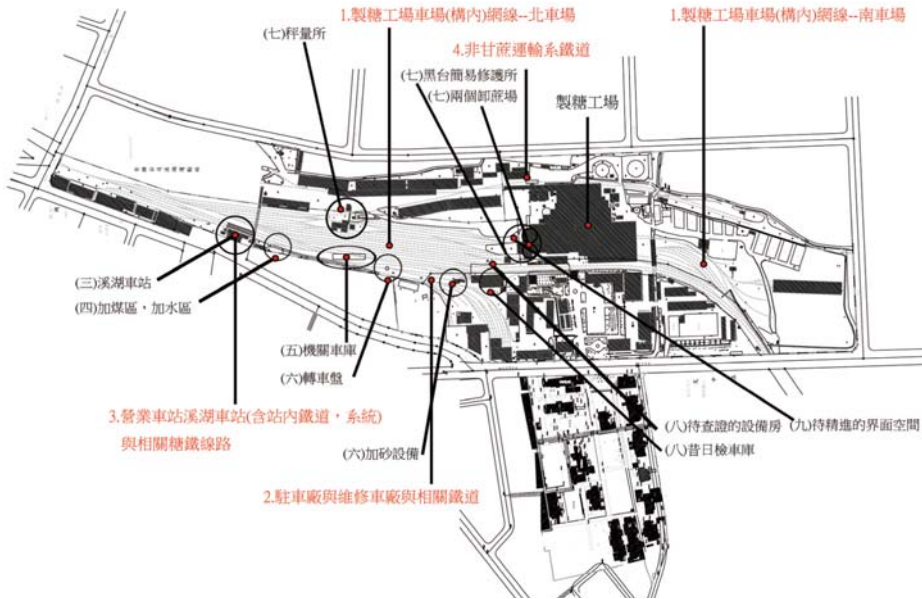 1.製糖工場車場(構內)網線--北車場
1.製糖工場車場(構內)網線--南車場
(七)秤量所
4.非甘蔗運輸系鐵道
(七)黑台簡易修護所
(七)兩個卸蔗場
製糖工場
(三)溪湖車站
(四)加煤區，加水區
(五)機關車庫
(六)轉車盤
3.營業車站溪湖車站(含站內鐵道，系統)
與相關糖鐵線路
(六)加砂設備
(八)待查證的設備房
(九)待精進的界面空間
(八)昔日檢車庫
2.駐車廠與維修車廠與相關鐵道